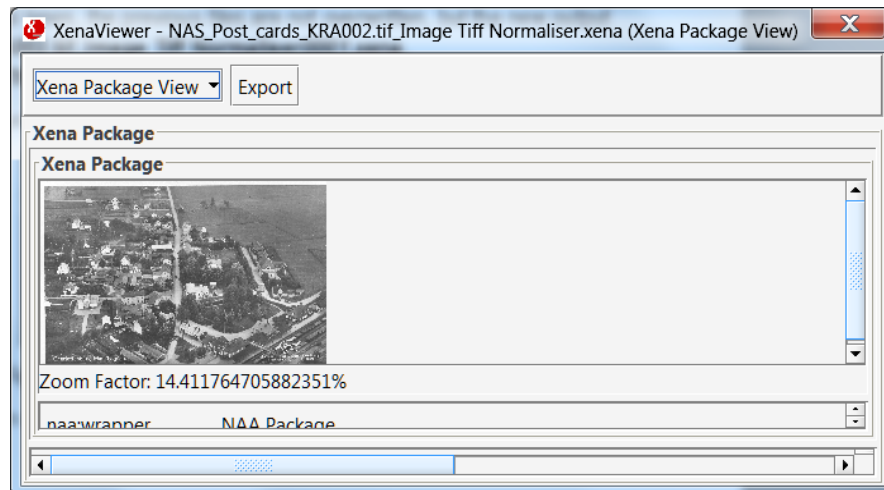 XenaViewer - NAS_Post_cards_KRA002.tif_Image Tiff Normaliser.xena (Xena Package View)
Xena Package View
Export
Xena Package
Xena Package
Zoom Factor: 14.411764705882351%
naa:wrapper NAA Package